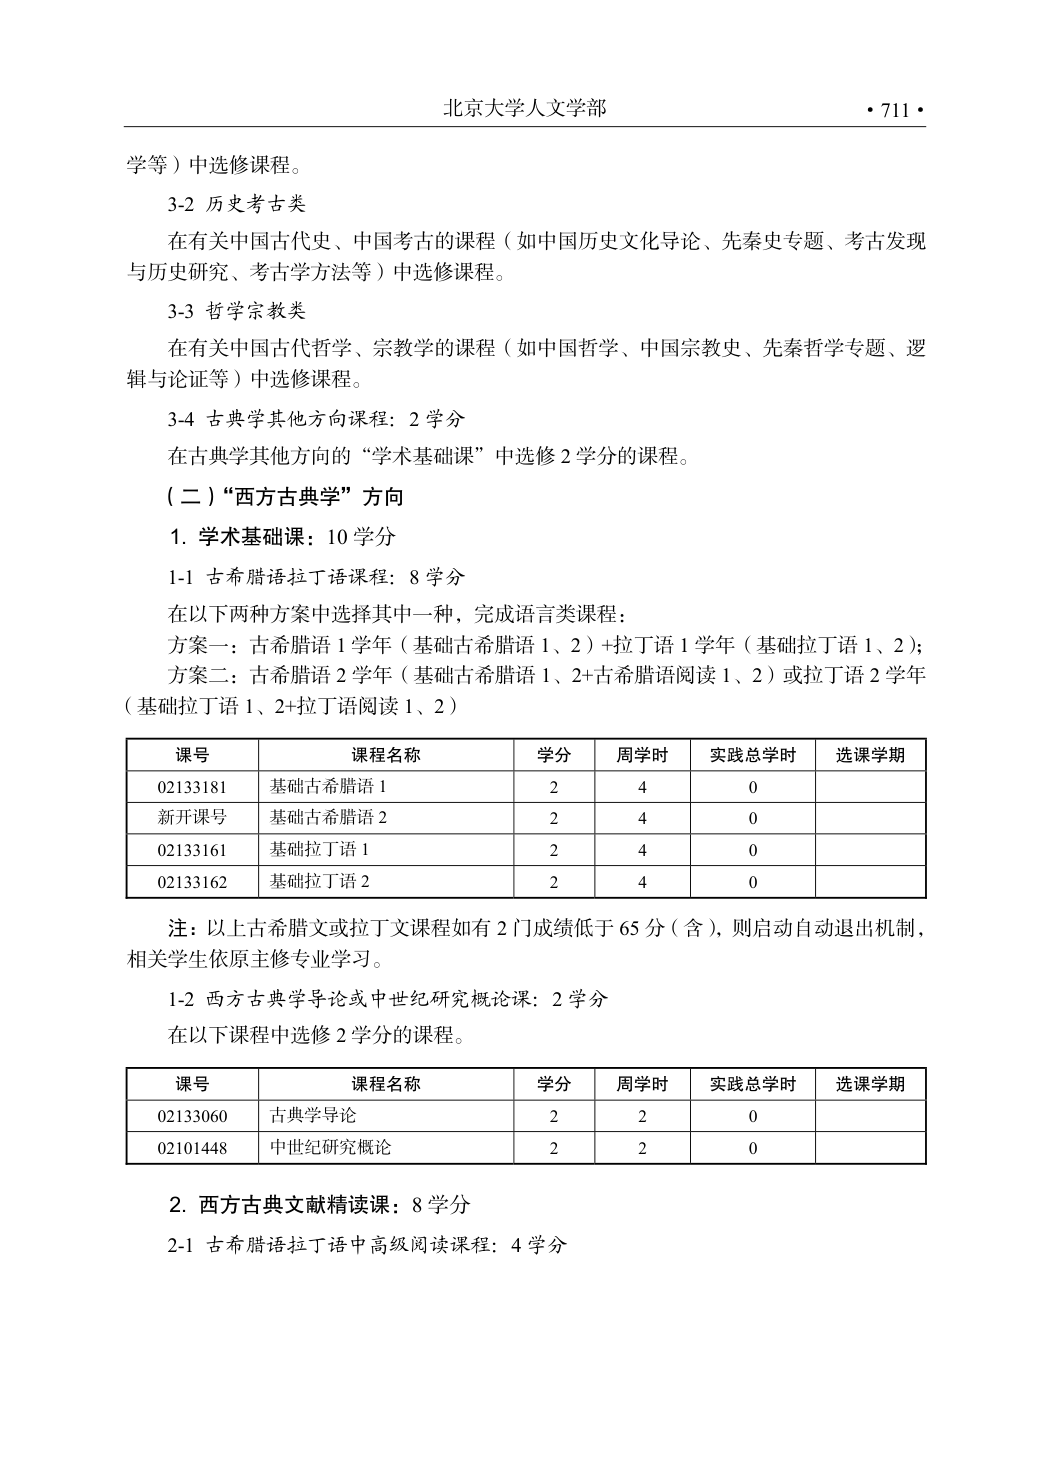 北京大学人文学部 • 711 •
学等）中选修课程。
3-2 历史考古类
在有关中国古代史、中国考古的课程（如中国历史文化导论、先秦史专题、考古发现
与历史研究、考古学方法等）中选修课程。
3-3 哲学宗教类
在有关中国古代哲学、宗教学的课程（如中国哲学、中国宗教史、先秦哲学专题、逻
辑与论证等）中选修课程。
3-4 古典学其他方向课程：2 学分
在古典学其他方向的“学术基础课”中选修 2 学分的课程。
（二）“西方古典学”方向
1. 学术基础课：10 学分
1-1 古希腊语拉丁语课程：8 学分
在以下两种方案中选择其中一种，完成语言类课程：
方案一：古希腊语 1 学年（基础古希腊语 1、2）+拉丁语 1 学年（基础拉丁语 1、2）；
方案二：古希腊语 2 学年（基础古希腊语 1、2+古希腊语阅读 1、2）或拉丁语 2 学年
（基础拉丁语 1、2+拉丁语阅读 1、2）
课号 课程名称 学分 周学时 实践总学时 选课学期
02133181 基础古希腊语 1 2 4 0
新开课号 基础古希腊语 2 2 4 0
02133161 基础拉丁语 1 2 4 0
02133162 基础拉丁语 2 2 4 0
注：以上古希腊文或拉丁文课程如有 2 门成绩低于 65 分（含），则启动自动退出机制，
相关学生依原主修专业学习。
1-2 西方古典学导论或中世纪研究概论课：2 学分
在以下课程中选修 2 学分的课程。
课号 课程名称 学分 周学时 实践总学时 选课学期
02133060 古典学导论 2 2 0
02101448 中世纪研究概论 2 2 0
2. 西方古典文献精读课：8 学分
2-1 古希腊语拉丁语中高级阅读课程：4 学分